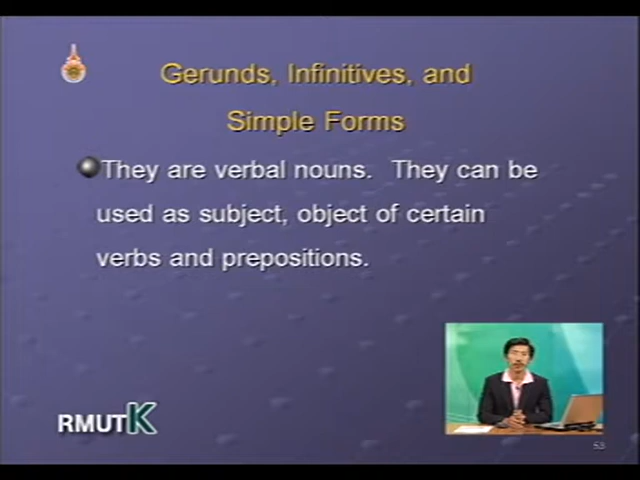 Gerunds, Infinitives, and
Simple Forms
They are verbal nouns. They can be
used as subject, object of certain
verbs and prepositions.
RMUTK
53